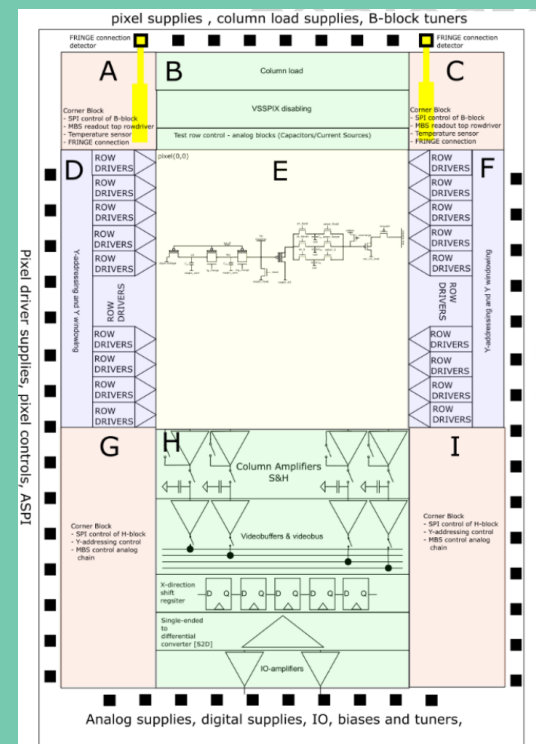 pixel supplies , column load supplies, B-block tuners
FRINGE connection
detector
FRINGE connection
detector
A
B
C
Column load
VSSPIX disabling
Test row control - analog blocks (Capacitors/Current Sources)
Corner Block
- SPI control of B-block
- MBS readout top rowdriver
- Temperature sensor
- FRINGE connection
Corner Block
- SPI control of B-block
- MBS readout top rowdriver
- Temperature sensor
- FRINGE connection
D
pixel(0,0)
E
F
ROW
DRIVERS
ROW
DRIVERS
ROW
DRIVERS
ROW
DRIVERS
ROW
DRIVERS
ROW
DRIVERS
ROW
DRIVERS
ROW
DRIVERS
ROW
DRIVERS
ROW
DRIVERS
Y-addressing and Y windowing
ROW
DRIVERS
ROW
DRIVERS
ROW
DRIVERS
ROW
DRIVERS
ROW
DRIVERS
ROW
DRIVERS
ROW
DRIVERS
ROW
DRIVERS
ROW
DRIVERS
ROW
DRIVERS
Y-addressing and Y windowing
Pixel driver supplies, pixel controls, ASPI
G
H
I
Column Amplifiers
S&H
Videobuffers & videobus
Corner Block
- SPI control of H-block
- Y-addressing control
- MBS control analog
chain
Corner Block
- SPI control of H-block
- Y-addressing control
- MBS control analog
chain
X-direction
shift
regsiter
D Q D Q D Q D Q D Q
Single-ended
to
differential
converter [S2D]
IO-amplifiers
Analog supplies, digital supplies, IO, biases and tuners,